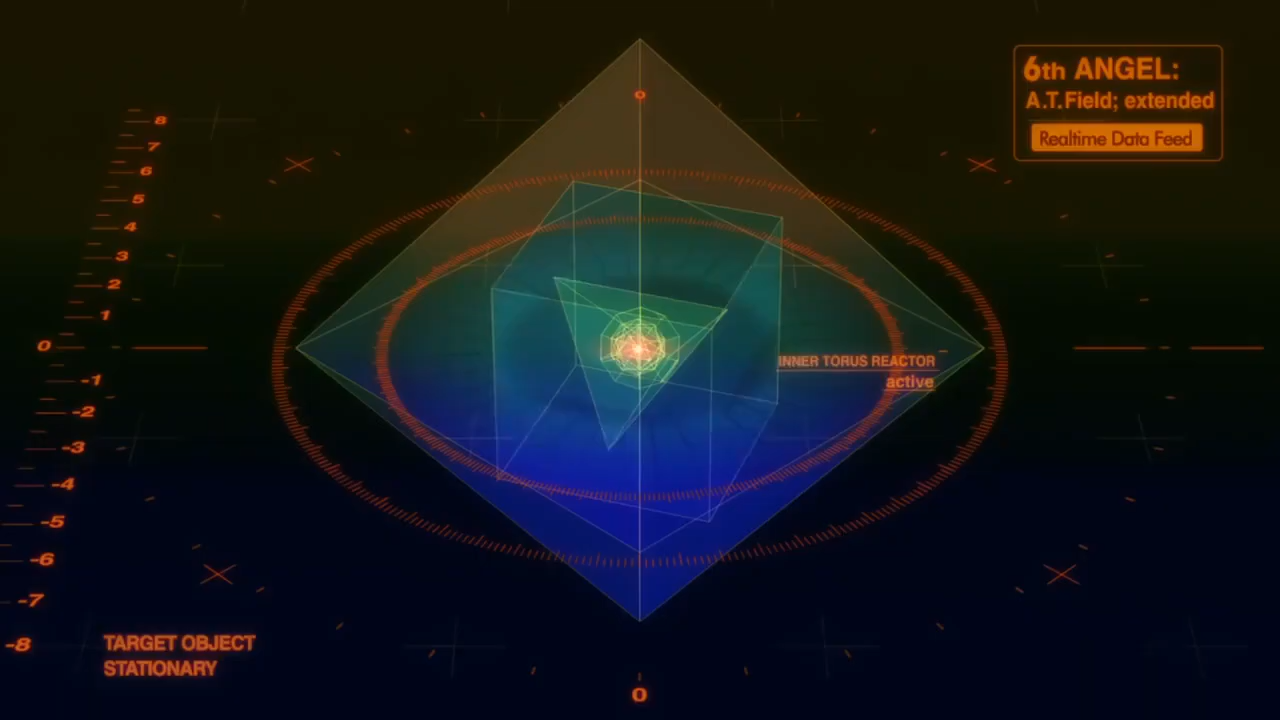 6th ANGEL:
A.T.Field; extended
Realtime Data Feed
0
8
7
6
5
4
3
2
1
0
-1
-2
-3
-4
-5
-6
-7
-8
INNER TORUS REACTOR
active
TARGET OBJECT
STATIONARY
0